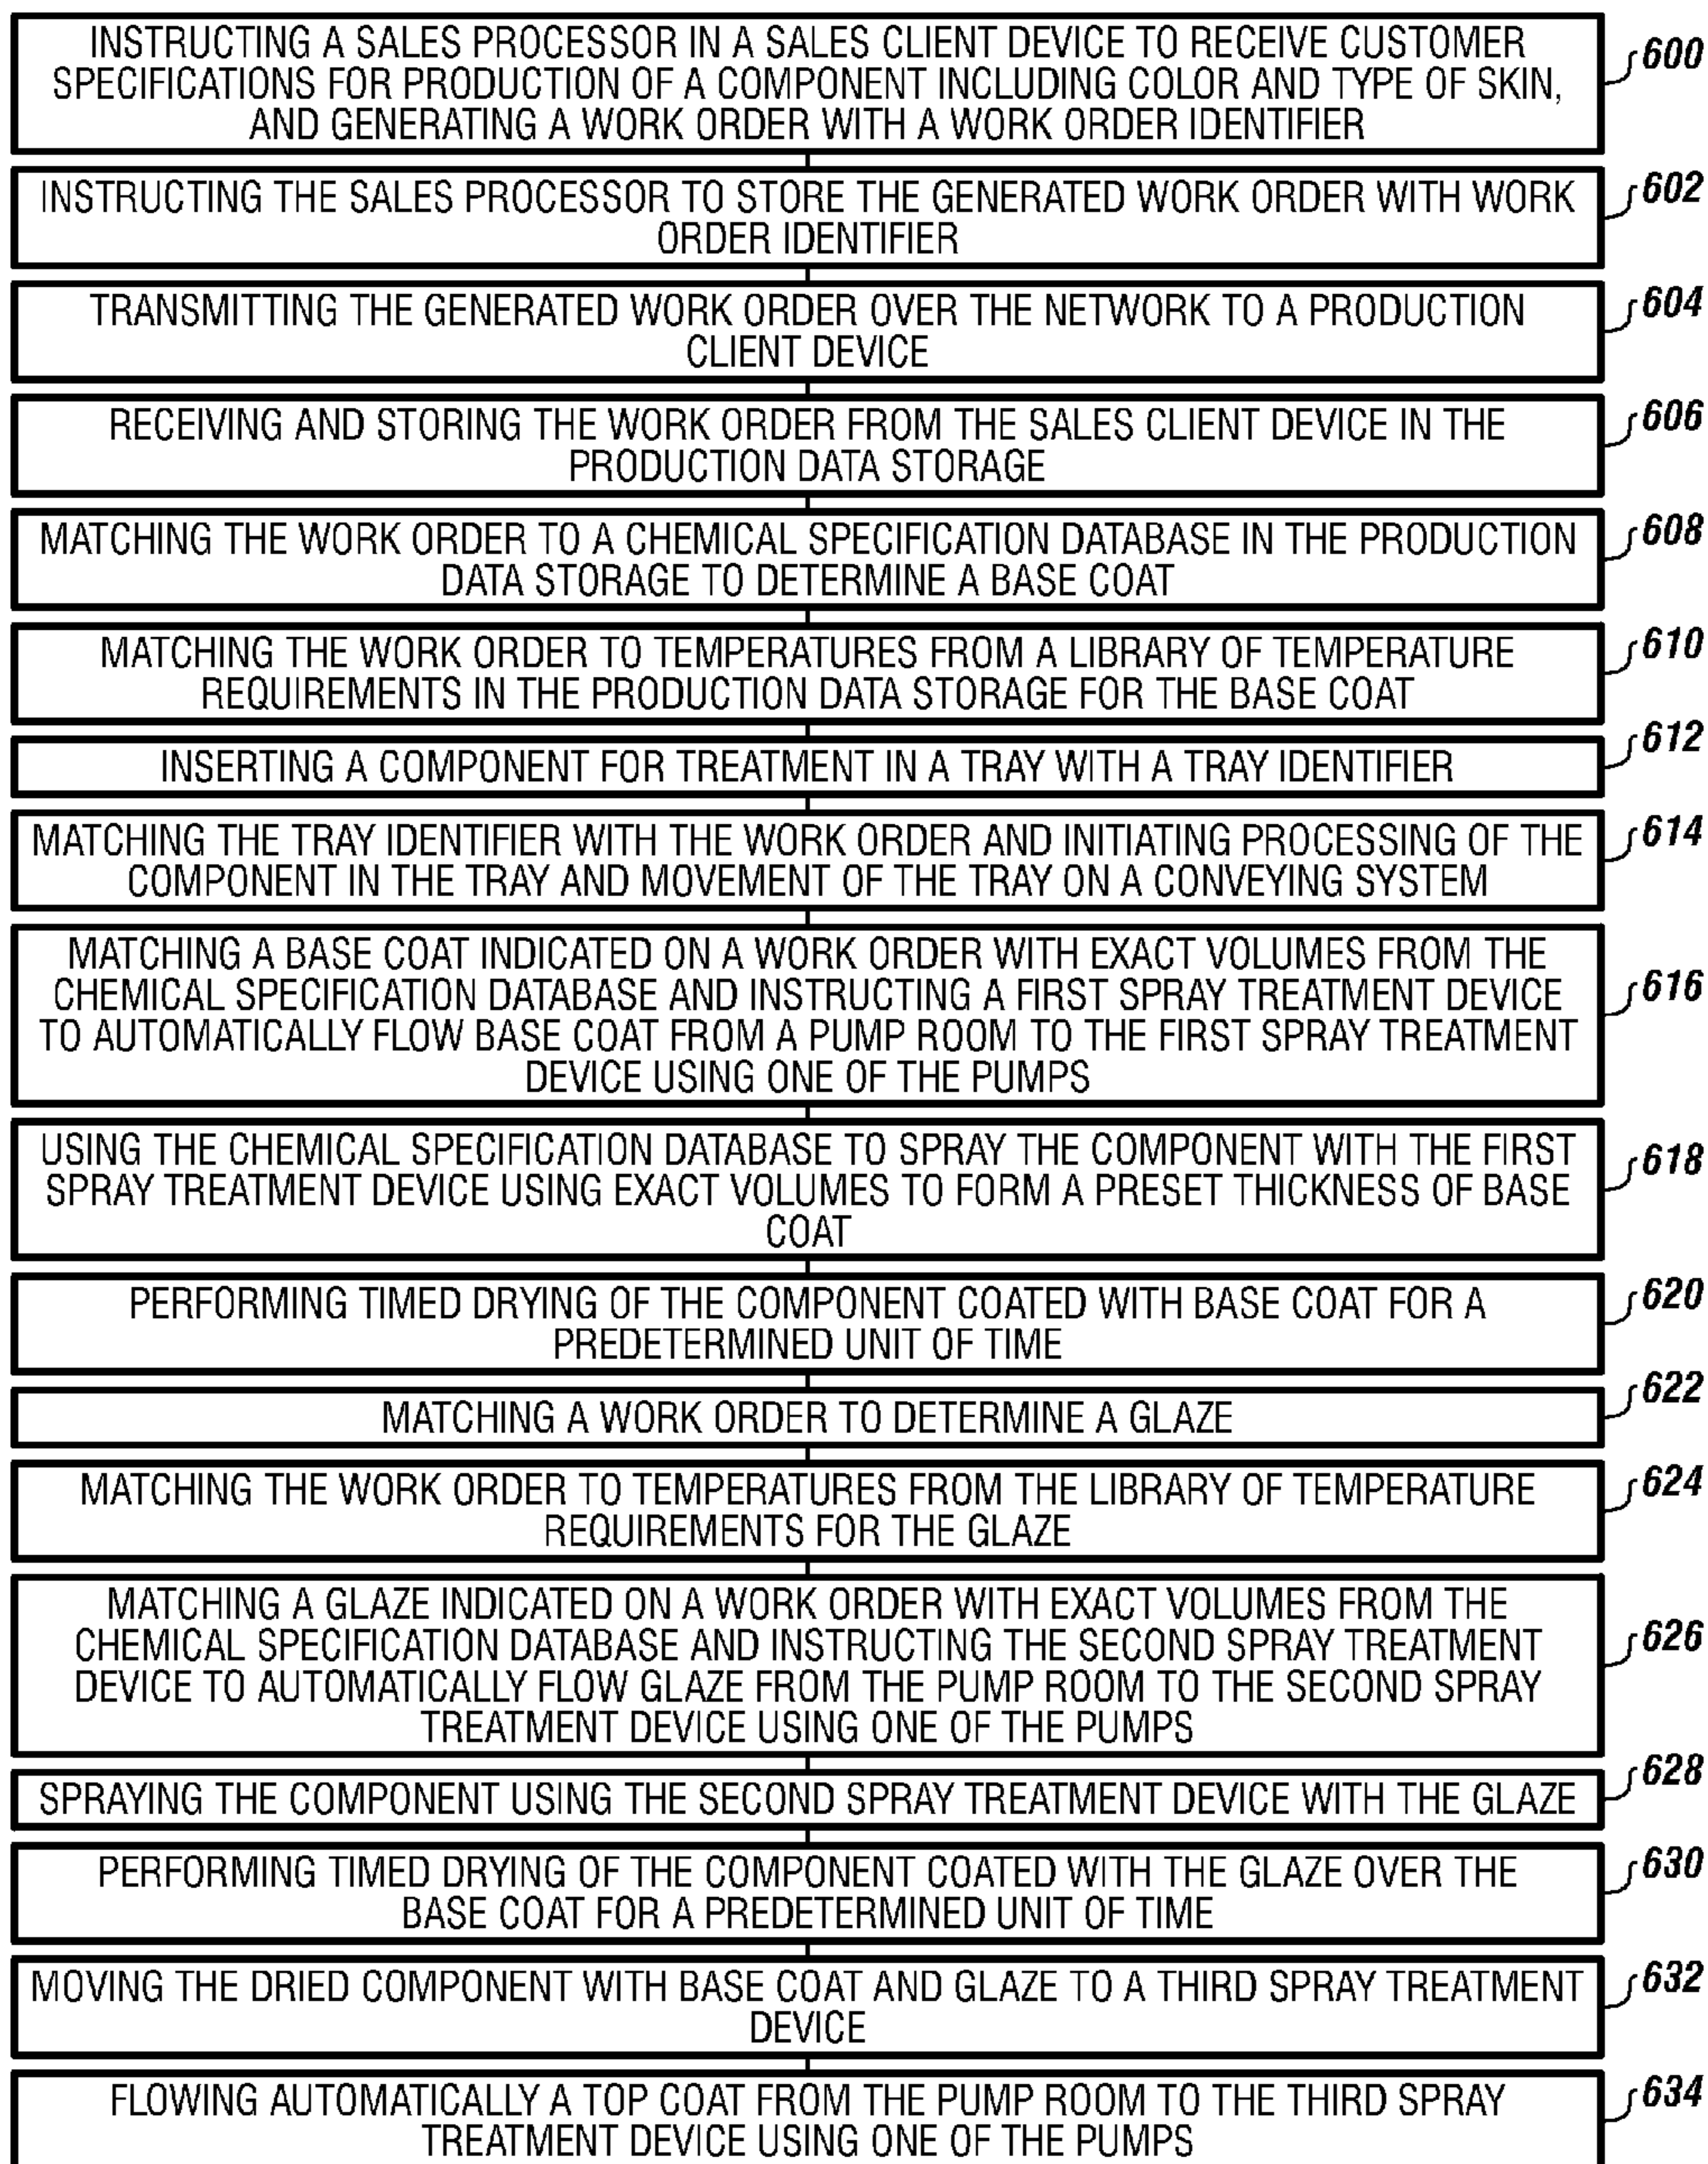 INSTRUCTING A SALES PROCESSOR IN A SALES CLIENT DEVICE TO RECEIVE CUSTOMER
SPECIFICATIONS FOR PRODUCTION OF A COMPONENT INCLUDING COLOR AND TYPE OF SKIN,
AND GENERATING A WORK ORDER WITH A WORK ORDER IDENTIFIER
600
INSTRUCTING THE SALES PROCESSOR TO STORE THE GENERATED WORK ORDER WITH WORK
ORDER IDENTIFIER
602
TRANSMITTING THE GENERATED WORK ORDER OVER THE NETWORK TO A PRODUCTION
CLIENT DEVICE
604
RECEIVING AND STORING THE WORK ORDER FROM THE SALES CLIENT DEVICE IN THE
PRODUCTION DATA STORAGE
606
MATCHING THE WORK ORDER TO A CHEMICAL SPECIFICATION DATABASE IN THE PRODUCTION
DATA STORAGE TO DETERMINE A BASE COAT
608
MATCHING THE WORK ORDER TO TEMPERATURES FROM A LIBRARY OF TEMPERATURE
REQUIREMENTS IN THE PRODUCTION DATA STORAGE FOR THE BASE COAT
610
INSERTING A COMPONENT FOR TREATMENT IN A TRAY WITH A TRAY IDENTIFIER
612
MATCHING THE TRAY IDENTIFIER WITH THE WORK ORDER AND INITIATING PROCESSING OF THE
COMPONENT IN THE TRAY AND MOVEMENT OF THE TRAY ON A CONVEYING SYSTEM
614
MATCHING A BASE COAT INDICATED ON A WORK ORDER WITH EXACT VOLUMES FROM THE
CHEMICAL SPECIFICATION DATABASE AND INSTRUCTING A FIRST SPRAY TREATMENT DEVICE
TO AUTOMATICALLY FLOW BASE COAT FROM A PUMP ROOM TO THE FIRST SPRAY TREATMENT
DEVICE USING ONE OF THE PUMPS
616
USING THE CHEMICAL SPECIFICATION DATABASE TO SPRAY THE COMPONENT WITH THE FIRST
SPRAY TREATMENT DEVICE USING EXACT VOLUMES TO FORM A PRESET THICKNESS OF BASE
COAT
618
PERFORMING TIMED DRYING OF THE COMPONENT COATED WITH BASE COAT FOR A
PREDETERMINED UNIT OF TIME
620
MATCHING A WORK ORDER TO DETERMINE A GLAZE
622
MATCHING THE WORK ORDER TO TEMPERATURES FROM THE LIBRARY OF TEMPERATURE
REQUIREMENTS FOR THE GLAZE
624
MATCHING A GLAZE INDICATED ON A WORK ORDER WITH EXACT VOLUMES FROM THE
CHEMICAL SPECIFICATION DATABASE AND INSTRUCTING THE SECOND SPRAY TREATMENT
DEVICE TO AUTOMATICALLY FLOW GLAZE FROM THE PUMP ROOM TO THE SECOND SPRAY
TREATMENT DEVICE USING ONE OF THE PUMPS
626
SPRAYING THE COMPONENT USING THE SECOND SPRAY TREATMENT DEVICE WITH THE GLAZE
628
PERFORMING TIMED DRYING OF THE COMPONENT COATED WITH THE GLAZE OVER THE
BASE COAT FOR A PREDETERMINED UNIT OF TIME
630
MOVING THE DRIED COMPONENT WITH BASE COAT AND GLAZE TO A THIRD SPRAY TREATMENT
DEVICE
632
FLOWING AUTOMATICALLY A TOP COAT FROM THE PUMP ROOM TO THE THIRD SPRAY
TREATMENT DEVICE USING ONE OF THE PUMPS
634